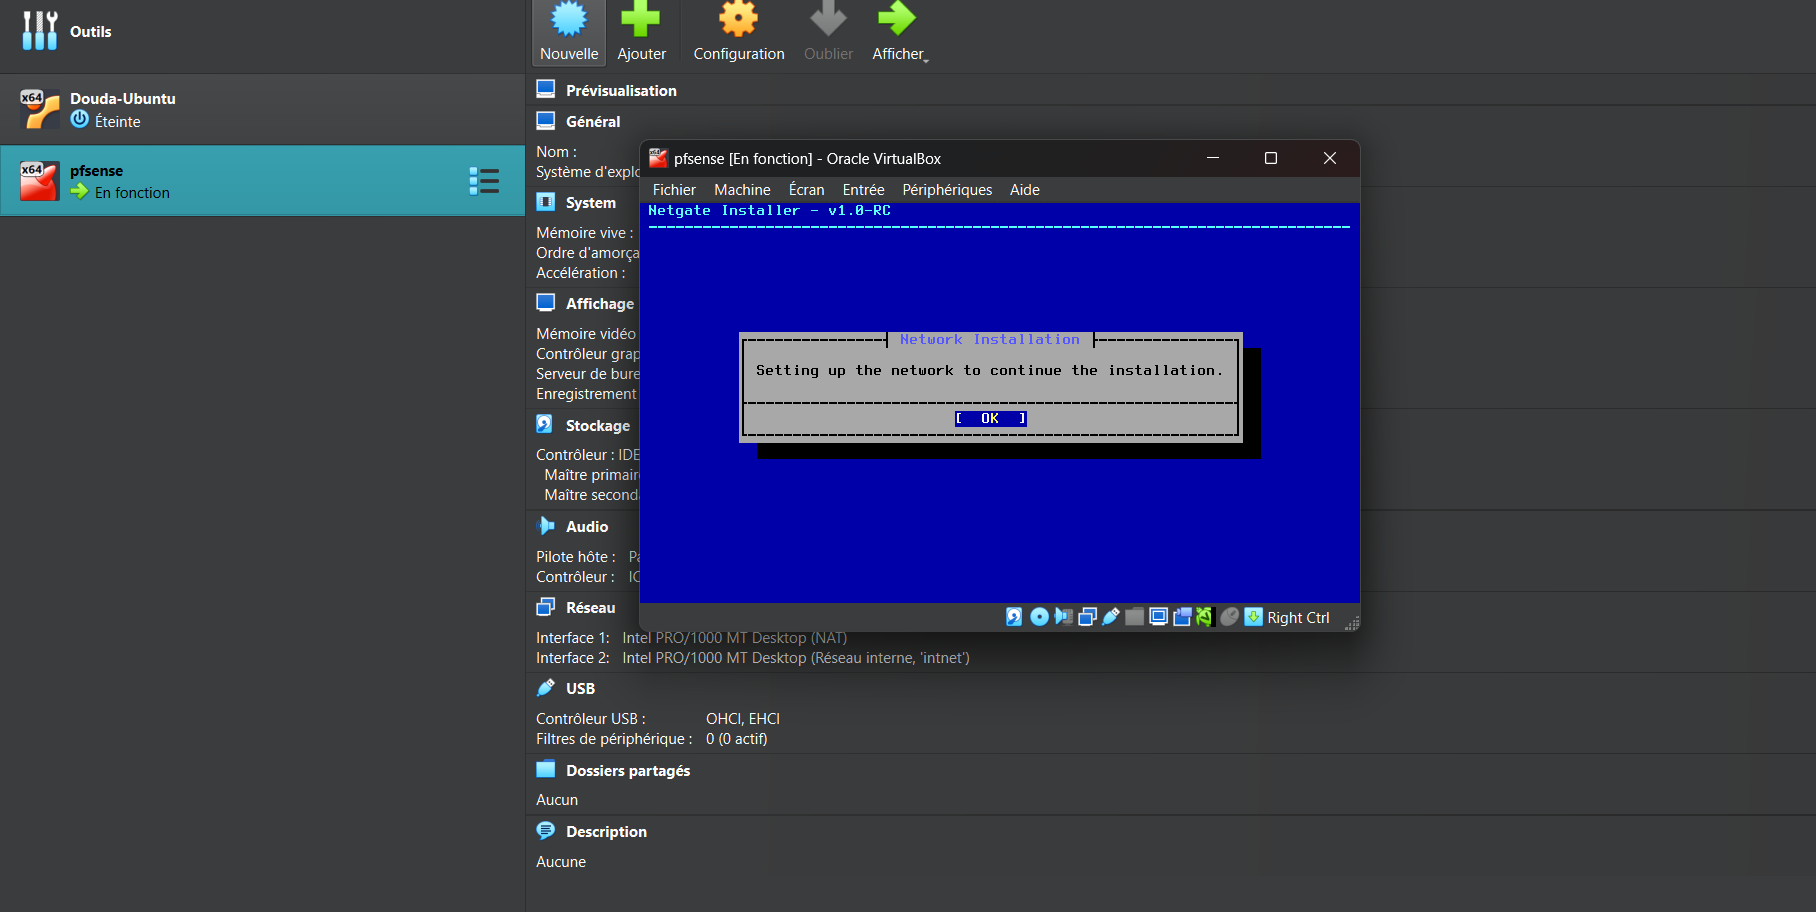 Outils
Nouvelle
Ajouter
Configuration
Oublier
Afficher
x64
Douda-Ubuntu
Éteinte
x64
pfsense
En fonction
Prévisualisation
Général
Nom :
Système d'explo
System
Mémoire vive :
Ordre d'amorça
Accélération :
Affichage
Mémoire vidéo
Contrôleur grap
Serveur de bure
Enregistrement
Stockage
Contrôleur : IDE
Maître primair
Maître second
Audio
Pilote hôte : Pa
Contrôleur : IC
Réseau
Interface 1: Intel PRO/1000 MT Desktop (NAT)
Interface 2: Intel PRO/1000 MT Desktop (Réseau interne, 'intnet')
USB
Contrôleur USB : OHCI, EHCI
Filtres de périphérique : 0 (0 actif)
Dossiers partagés
Aucun
Description
Aucune
pfsense [En fonction] - Oracle VirtualBox
Fichier Machine Écran Entrée Périphériques Aide
Netgate Installer - v1.0-RC
Network Installation
Setting up the network to continue the installation.
[ OK ]
Right Ctrl